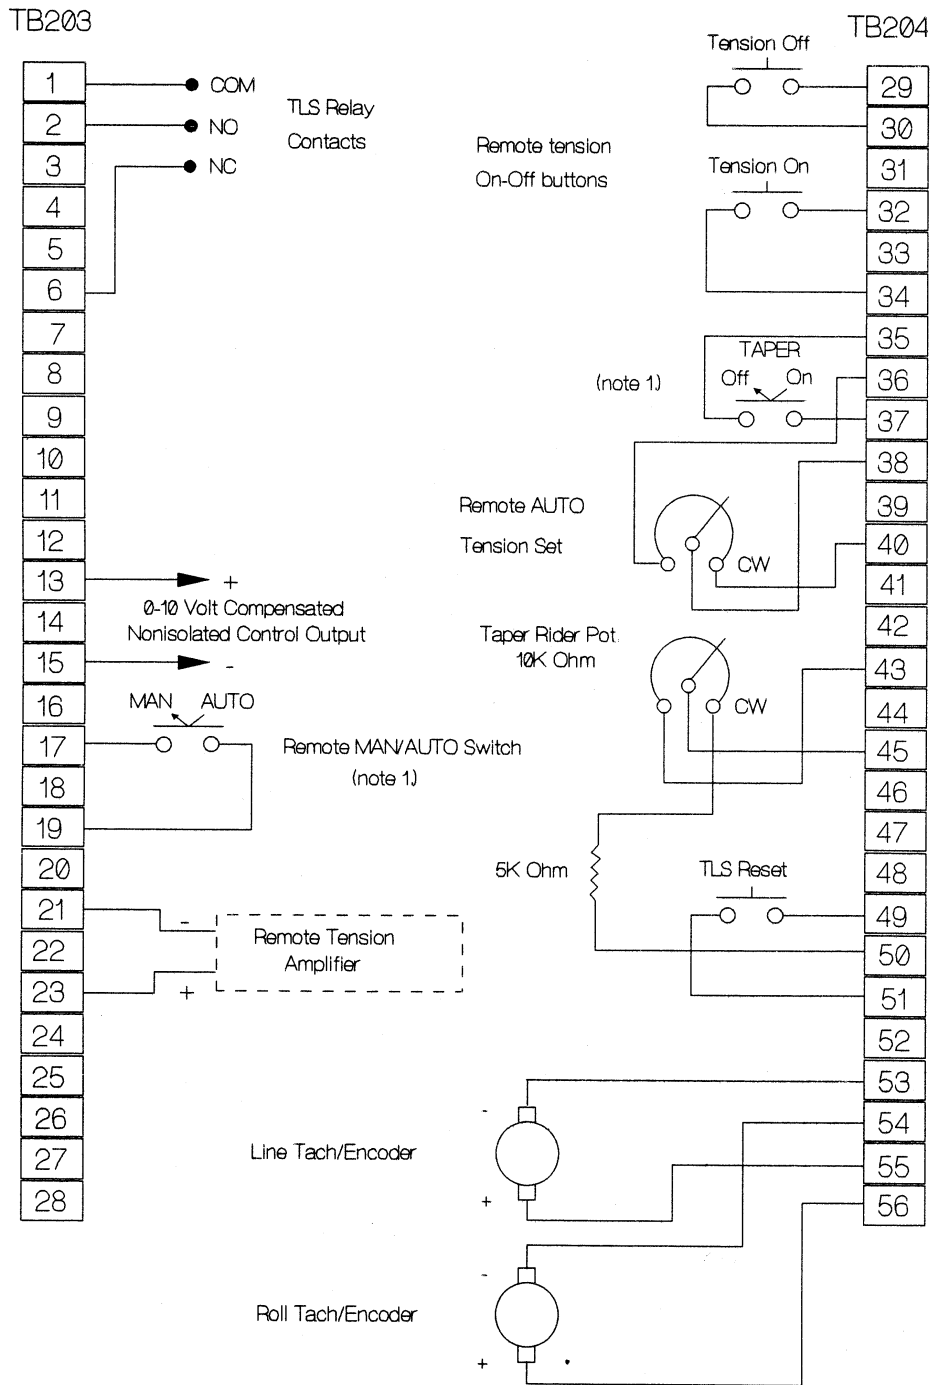 TB203
1
2
3
4
5
6
7
8
9
10
11
12
13
14
15
16
17
18
19
20
21
22
23
24
25
26
27
28
COM
NO
NC
TLS Relay
Contacts
+
0-10 Volt Compensated
Nonisolated Control Output
-
MAN AUTO
Remote MAN/AUTO Switch
(note 1.)
-
Remote Tension
Amplifier
+
TB204
29
30
31
32
33
34
35
36
37
38
39
40
41
42
43
44
45
46
47
48
49
50
51
52
53
54
55
56
Tension Off
Remote tension
On-Off buttons
Tension On
TAPER
Off On
(note 1.)
Remote AUTO
Tension Set
CW
Taper Rider Pot.
10K Ohm
CW
5K Ohm
TLS Reset
-
Line Tach/Encoder
+
-
Roll Tach/Encoder
+